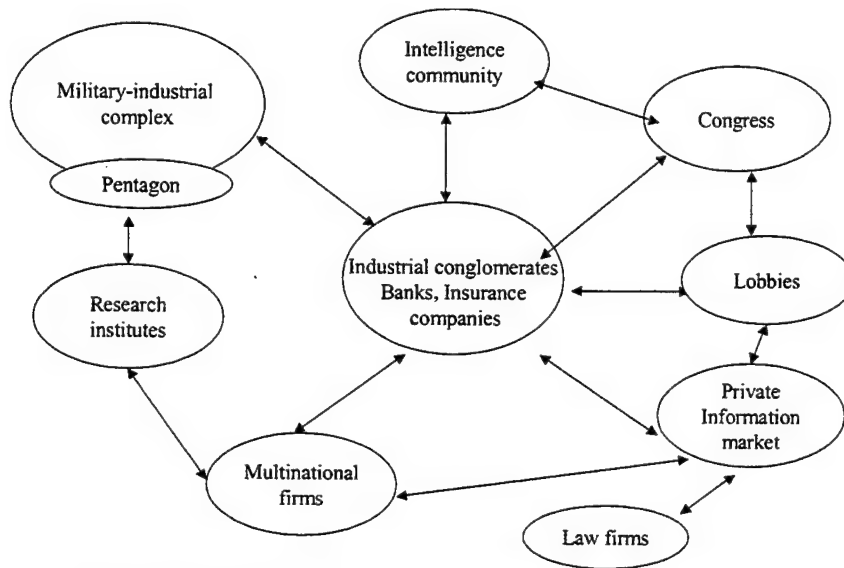 Intelligence
community
Military-industrial
complex
Congress
Pentagon
Industrial conglomerates
Banks, Insurance
companies
Lobbies
Research
institutes
Private
Information
market
Multinational
firms
Law firms